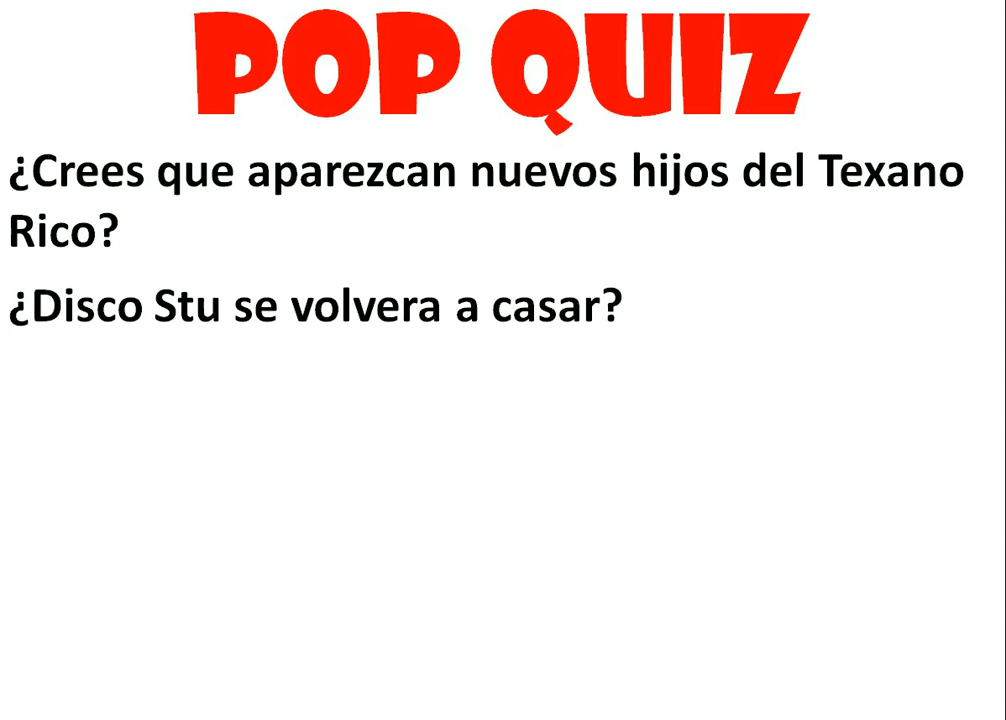 POP QUIZ
¿Crees que aparezcan nuevos hijos del Texano
Rico?
¿Disco Stu se volvera a casar?